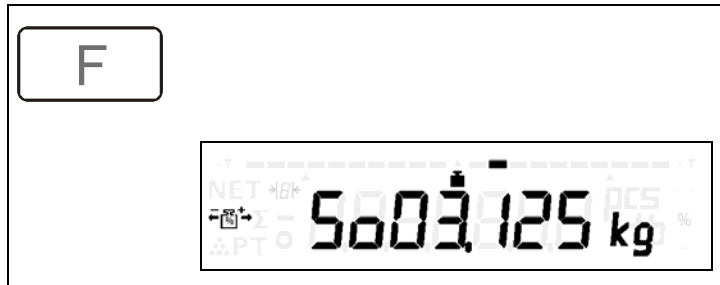 F
-T +T
NET pcs
So03,125 kg
Σ %
PT